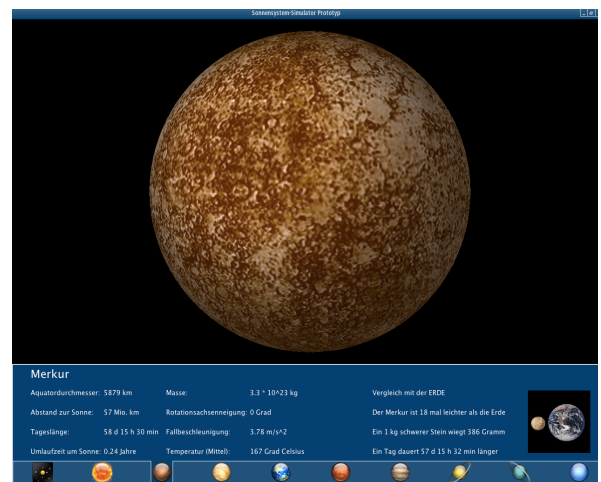 Sonnensystem-Simulator Prototyp
Merkur
Aquatordurchmesser: 5879 km Masse: 3.3 * 10^23 kg Vergleich mit der ERDE
Abstand zur Sonne: 57 Mio. km Rotationsachsenneigung: 0 Grad Der Merkur ist 18 mal leichter als die Erde
Tageslänge: 58 d 15 h 30 min Fallbeschleunigung: 3.78 m/s^2 Ein 1 kg schwerer Stein wiegt 386 Gramm
Umlaufzeit um Sonne: 0.24 Jahre Temperatur (Mittel): 167 Grad Celsius Ein Tag dauert 57 d 15 h 32 min länger